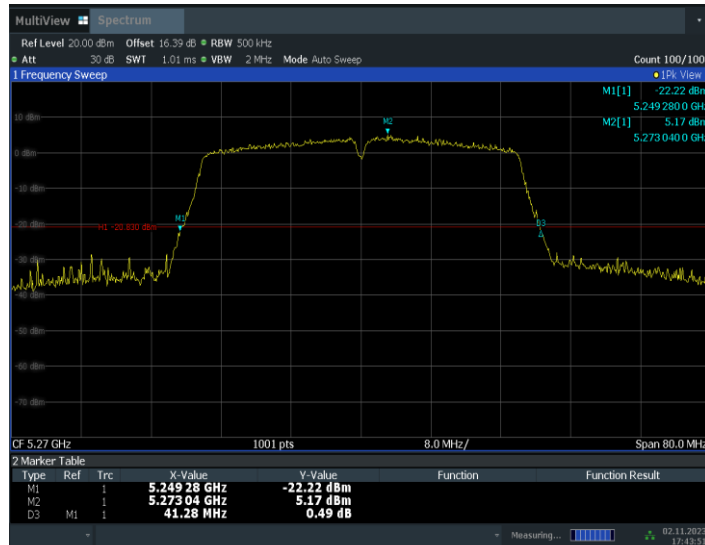 MultiView Spectrum
Ref Level 20.00 dBm Offset 16.39 dB RBW 500 kHz
Att 30 dB SWT 1.01 ms VBW 2 MHz Mode Auto Sweep Count 100/100
1 Frequency Sweep 1Pk View
M1[1] -22.22 dBm
5.249 280 0 GHz
10 dBm M2 M2[1] 5.17 dBm
5.273 040 0 GHz
0 dBm
-10 dBm
-20 dBm M1 D3
H1 -20.830 dBm
-30 dBm
-40 dBm
-50 dBm
-60 dBm
-70 dBm
CF 5.27 GHz 1001 pts 8.0 MHz/ Span 80.0 MHz
2 Marker Table
Type Ref Trc X-Value Y-Value Function Function Result
M1 1 5.249 28 GHz -22.22 dBm
M2 1 5.273 04 GHz 5.17 dBm
D3 M1 1 41.28 MHz 0.49 dB
Measuring... 02.11.2023
17:43:51